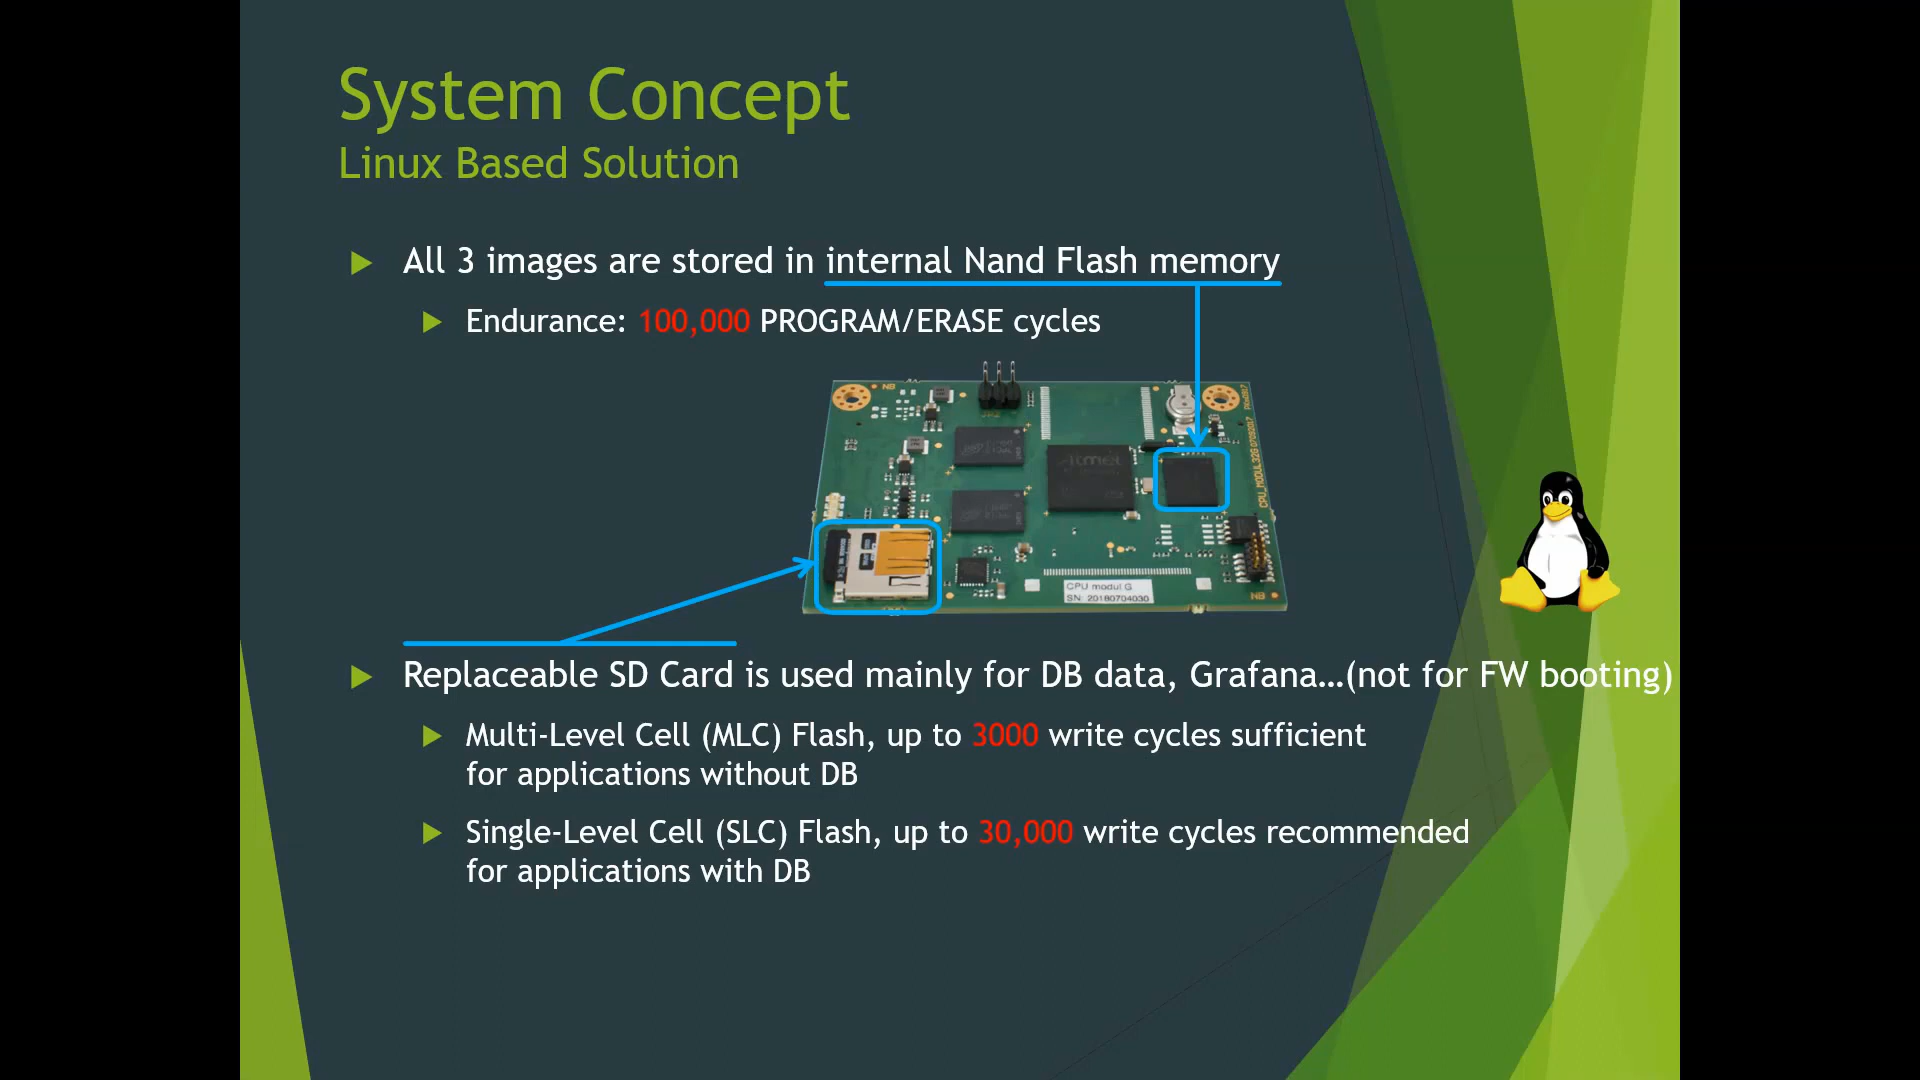 System Concept
Linux Based Solution
All 3 images are stored in internal Nand Flash memory
Endurance: 100,000 PROGRAM/ERASE cycles
NB
CPU modul G
SN: 20180704030
NB
Replaceable SD Card is used mainly for DB data, Grafana...(not for FW booting)
Multi-Level Cell (MLC) Flash, up to 3000 write cycles sufficient
for applications without DB
Single-Level Cell (SLC) Flash, up to 30,000 write cycles recommended
for applications with DB